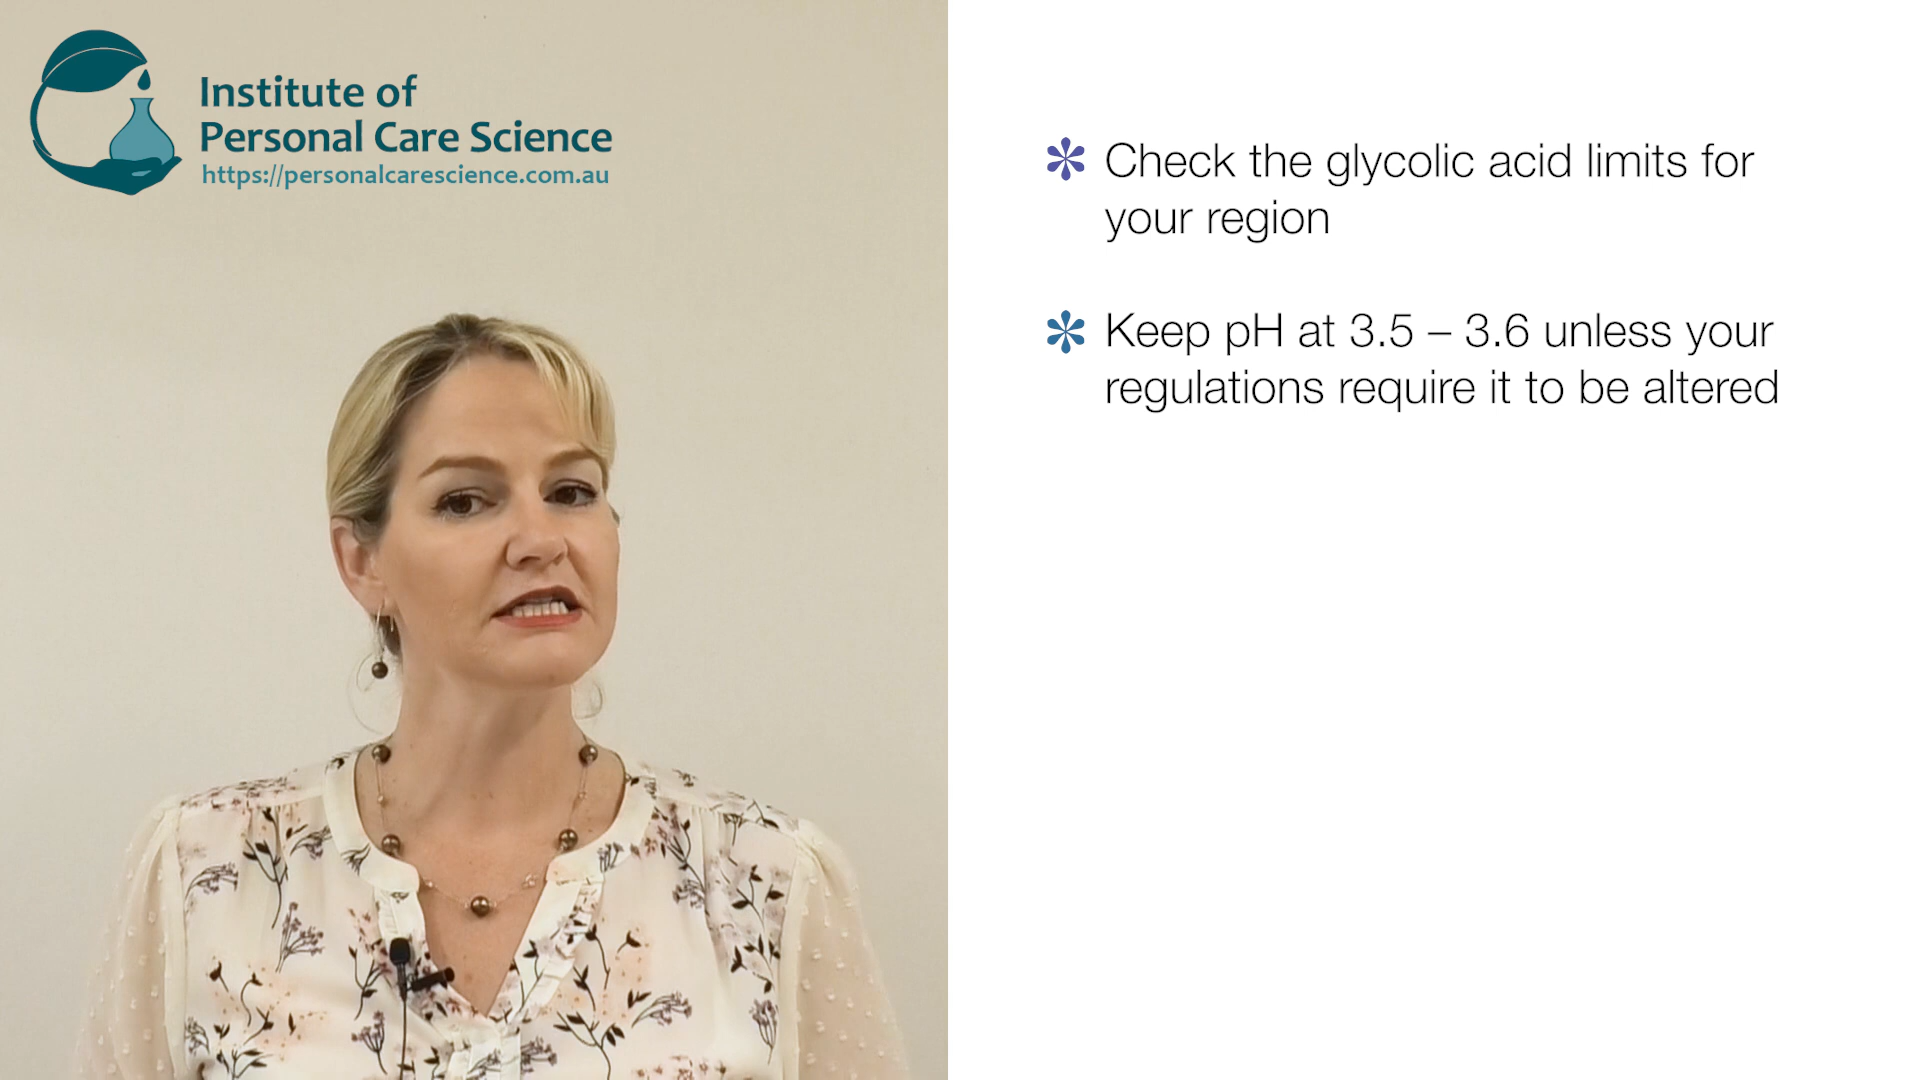 Institute of
Personal Care Science
https://personalcarescience.com.au
Check the glycolic acid limits for
your region
Keep pH at 3.5 – 3.6 unless your
regulations require it to be altered